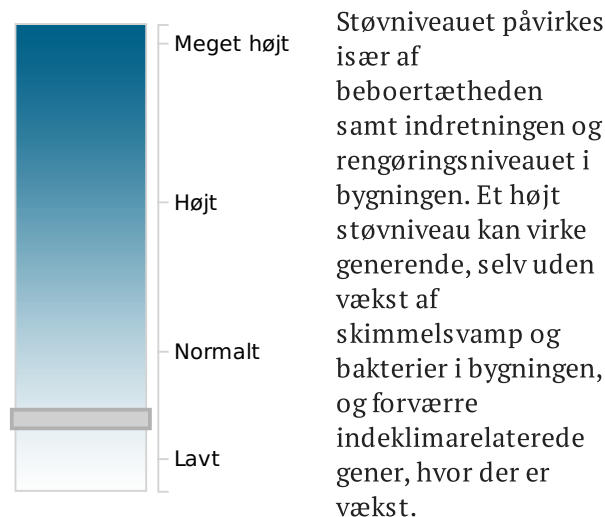 Meget højt
Højt
Normalt
Lavt
Støvniveauet påvirkes
især af
beboertætheden
samt indretningen og
rengøringsniveauet i
bygningen. Et højt
støvniveau kan virke
generende, selv uden
vækst af
skimmelsvamp og
bakterier i bygningen,
og forværre
indeklimarelaterede
gener, hvor der er
vækst.